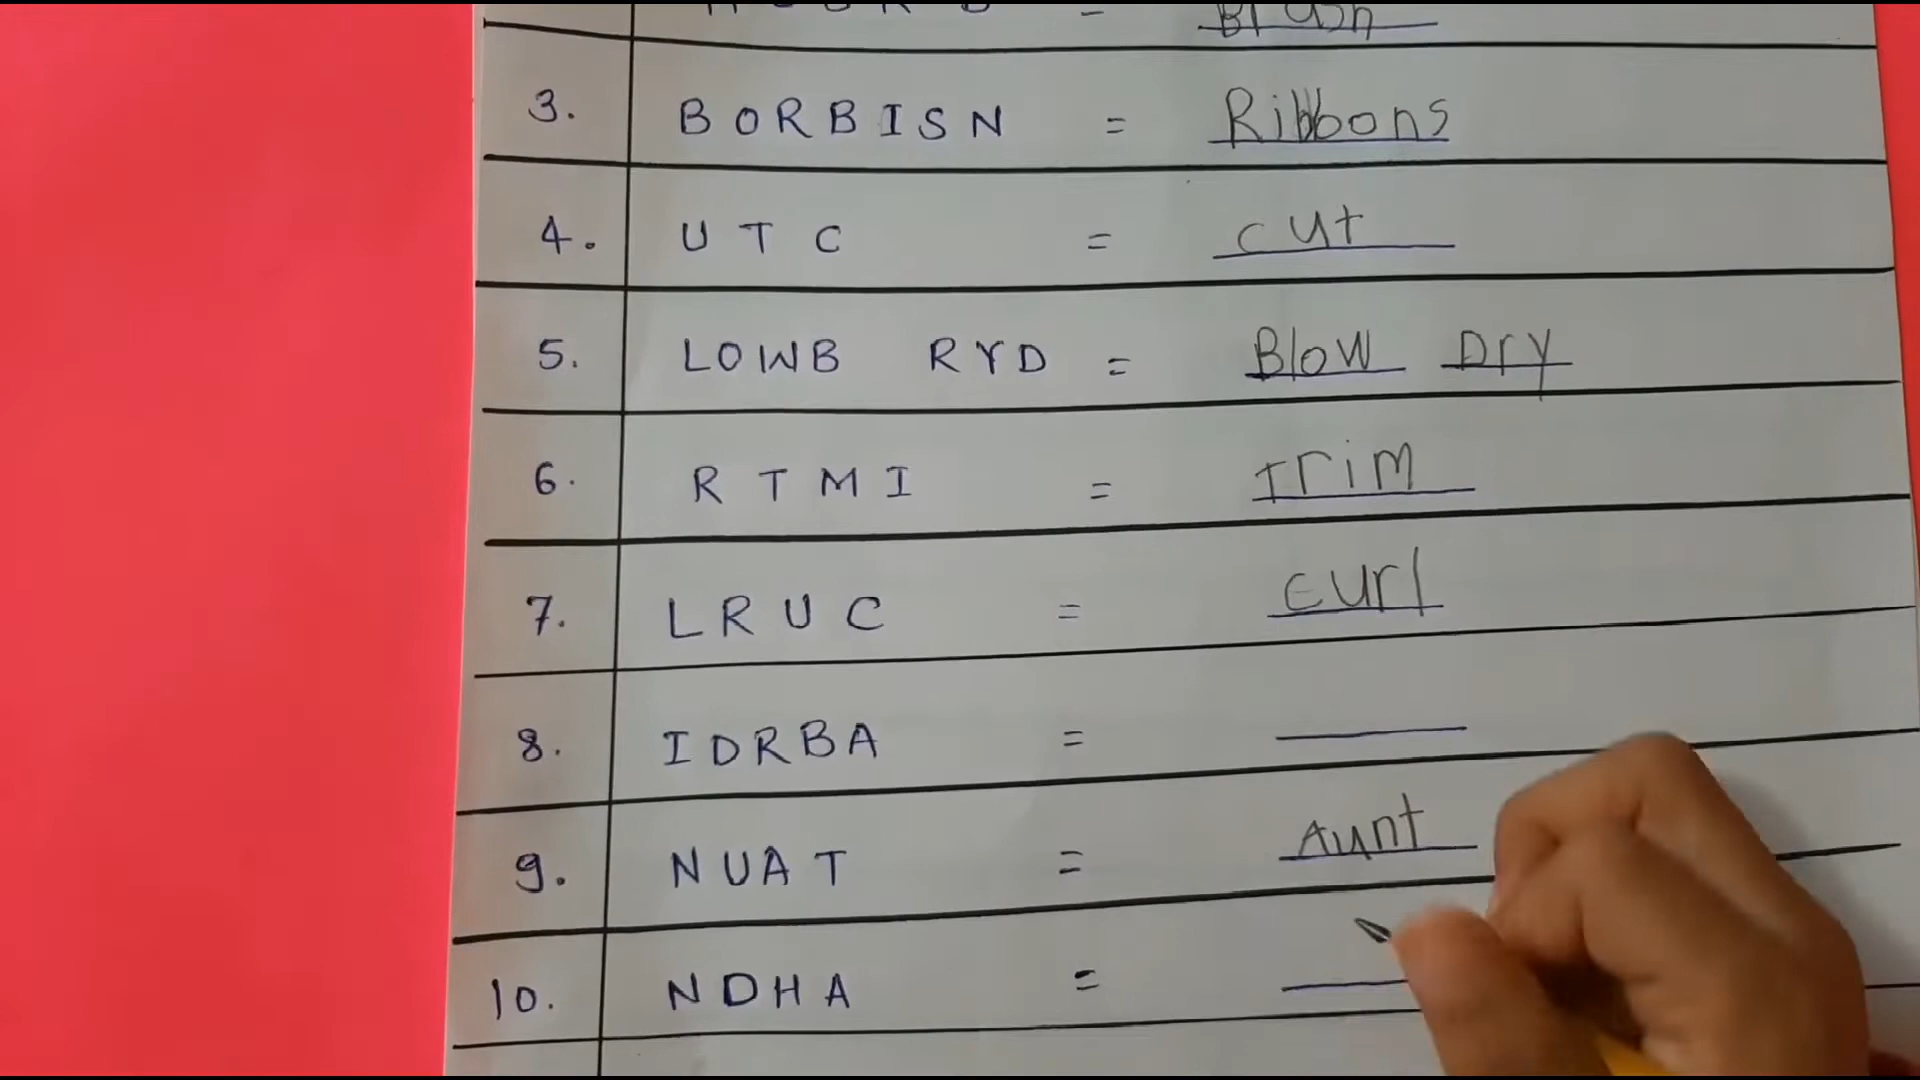 Brush
3. BORBISN = Ribbons
4. UTC = cut
5. LOWB RYD = Blow Dry
6. RTMI = Trim
7. LRUC = curl
8. IDRBA =
9. NUAT = Aunt
10. NDHA =